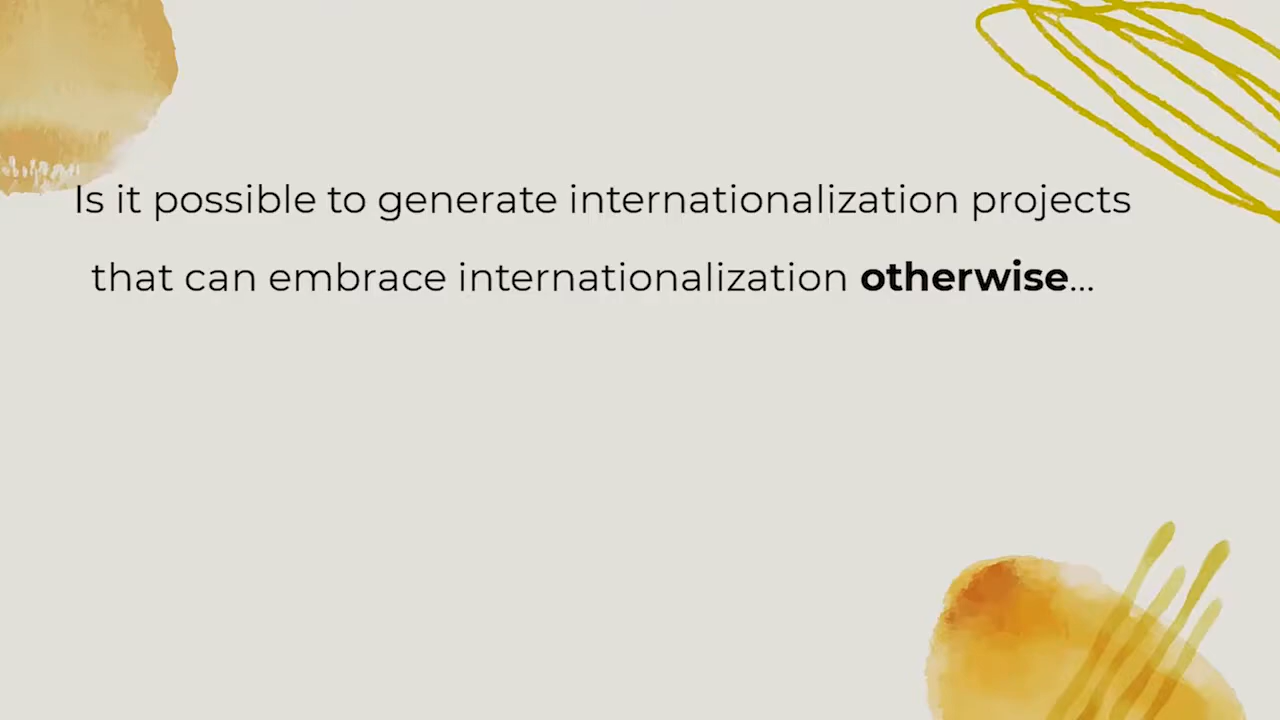 Is it possible to generate internationalization projects
that can embrace internationalization otherwise...